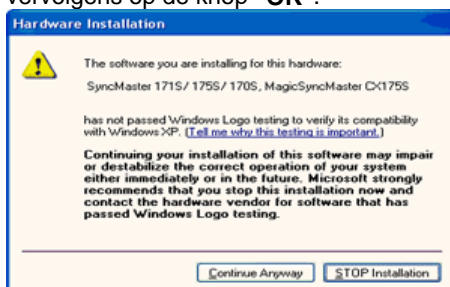 vervolgens op de knop "OK".
Hardware Installation
The software you are installing for this hardware:
SyncMaster 171S/ 175S/ 170S, MagicSyncMaster CX175S
has not passed Windows Logo testing to verify its compatibility
with Windows XP. (Tell me why this testing is important.)
Continuing your installation of this software may impair
or destabilize the correct operation of your system
either immediately or in the future. Microsoft strongly
recommends that you stop this installation now and
contact the hardware vendor for software that has
passed Windows Logo testing.
Continue Anyway
STOP Installation